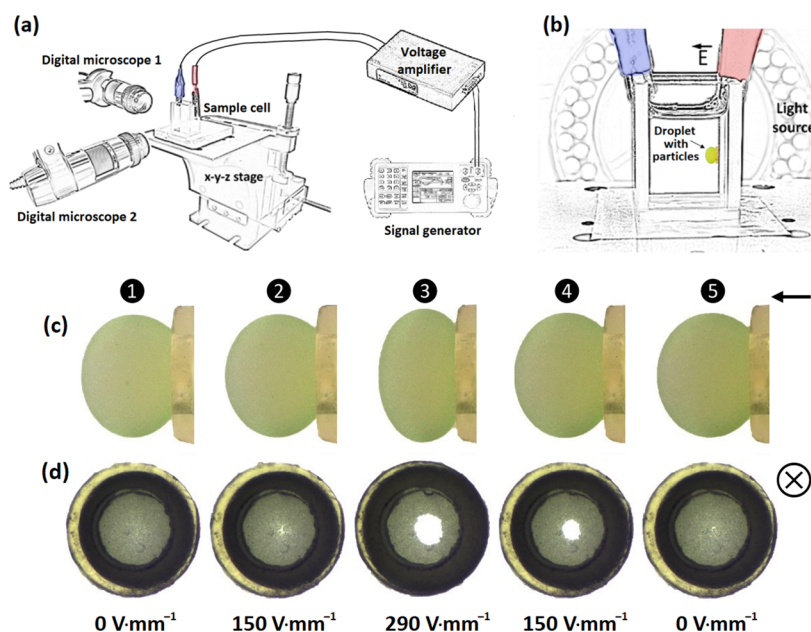 (a)
Digital microscope 1
Voltage
amplifier
Sample cell
x-y-z stage
Digital microscope 2
Signal generator
(b)
E
Light
source
Droplet
with
particles
1 2 3 4 5
(c)
(d)
0 V·mm⁻¹ 150 V·mm⁻¹ 290 V·mm⁻¹ 150 V·mm⁻¹ 0 V·mm⁻¹